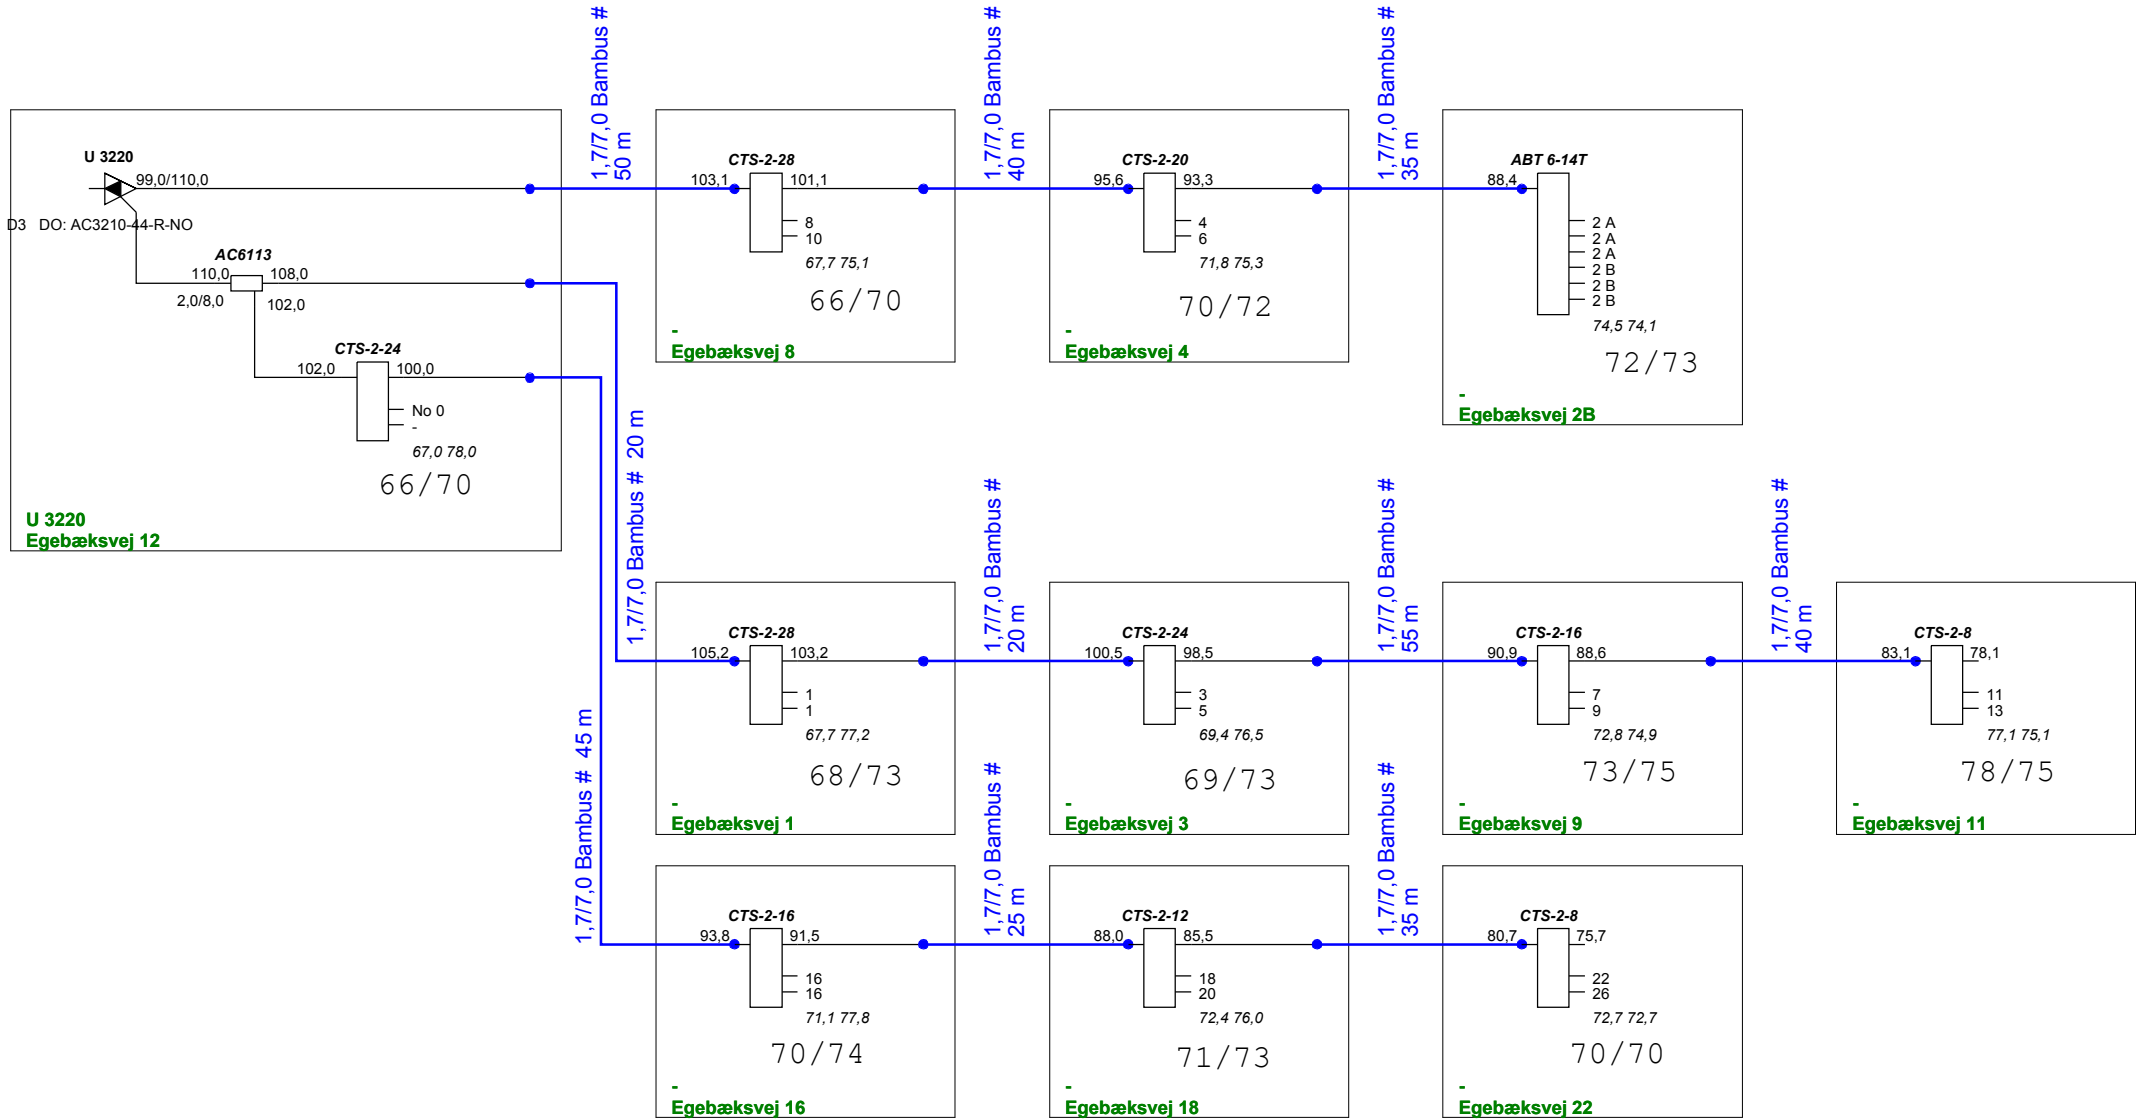 U 3220
99,0/110,0
D3 DO: AC3210-44-R-NO
AC6113
110,0 108,0
2,0/8,0 102,0
CTS-2-24
102,0 100,0
No 0
-
67,0 78,0
66/70
U 3220
Egebæksvej 12
1,7/7,0 Bambus #
50 m
CTS-2-28
103,1 101,1
8
10
67,7 75,1
66/70
-
Egebæksvej 8
1,7/7,0 Bambus #
40 m
CTS-2-20
95,6 93,3
4
6
71,8 75,3
70/72
-
Egebæksvej 4
1,7/7,0 Bambus #
35 m
ABT 6-14T
88,4
2 A
2 A
2 A
2 B
2 B
2 B
74,5 74,1
72/73
-
Egebæksvej 2B
1,7/7,0 Bambus # 20 m
CTS-2-28
105,2 103,2
1
1
67,7 77,2
68/73
-
Egebæksvej 1
1,7/7,0 Bambus #
20 m
CTS-2-24
100,5 98,5
3
5
69,4 76,5
69/73
-
Egebæksvej 3
1,7/7,0 Bambus #
55 m
CTS-2-16
90,9 88,6
7
9
72,8 74,9
73/75
-
Egebæksvej 9
1,7/7,0 Bambus #
40 m
CTS-2-8
83,1 78,1
11
13
77,1 75,1
78/75
-
Egebæksvej 11
1,7/7,0 Bambus # 45 m
CTS-2-16
93,8 91,5
16
16
71,1 77,8
70/74
-
Egebæksvej 16
1,7/7,0 Bambus #
25 m
CTS-2-12
88,0 85,5
18
20
72,4 76,0
71/73
-
Egebæksvej 18
1,7/7,0 Bambus #
35 m
CTS-2-8
80,7 75,7
22
26
72,7 72,7
70/70
-
Egebæksvej 22